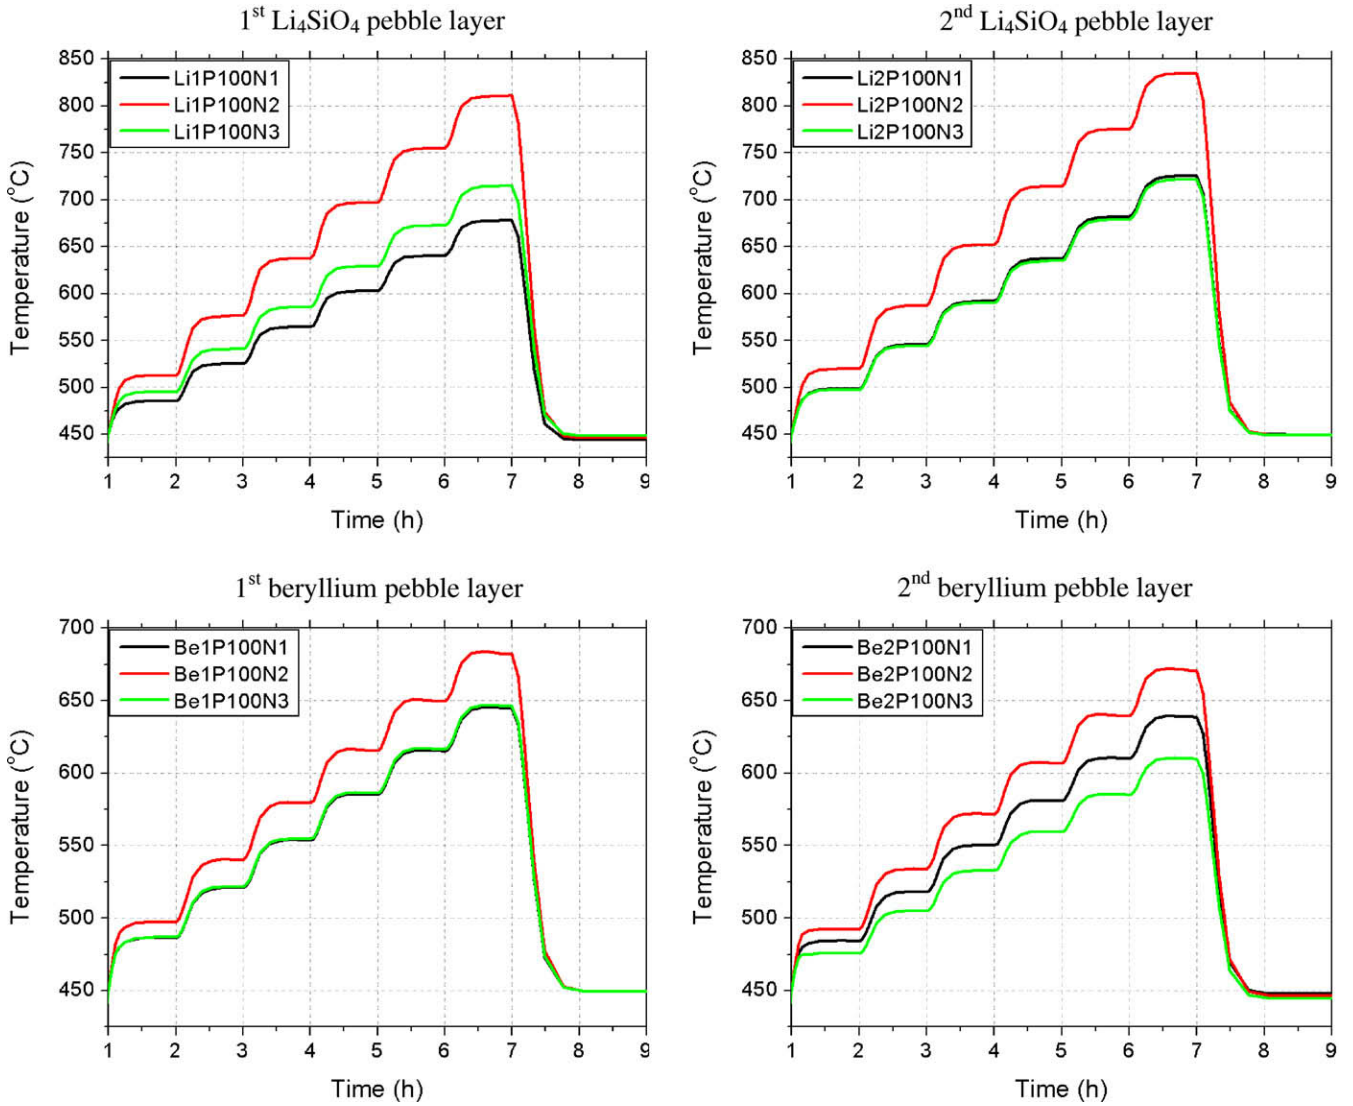 1st Li4SiO4 pebble layer
Li1P100N1
Li1P100N2
Li1P100N3
850
800
750
700
650
600
550
500
450
Temperature (°C)
1 2 3 4 5 6 7 8 9
Time (h)
2nd Li4SiO4 pebble layer
Li2P100N1
Li2P100N2
Li2P100N3
850
800
750
700
650
600
550
500
450
Temperature (°C)
1 2 3 4 5 6 7 8 9
Time (h)
1st beryllium pebble layer
Be1P100N1
Be1P100N2
Be1P100N3
700
650
600
550
500
450
Temperature (°C)
1 2 3 4 5 6 7 8 9
Time (h)
2nd beryllium pebble layer
Be2P100N1
Be2P100N2
Be2P100N3
700
650
600
550
500
450
Temperature (°C)
1 2 3 4 5 6 7 8 9
Time (h)